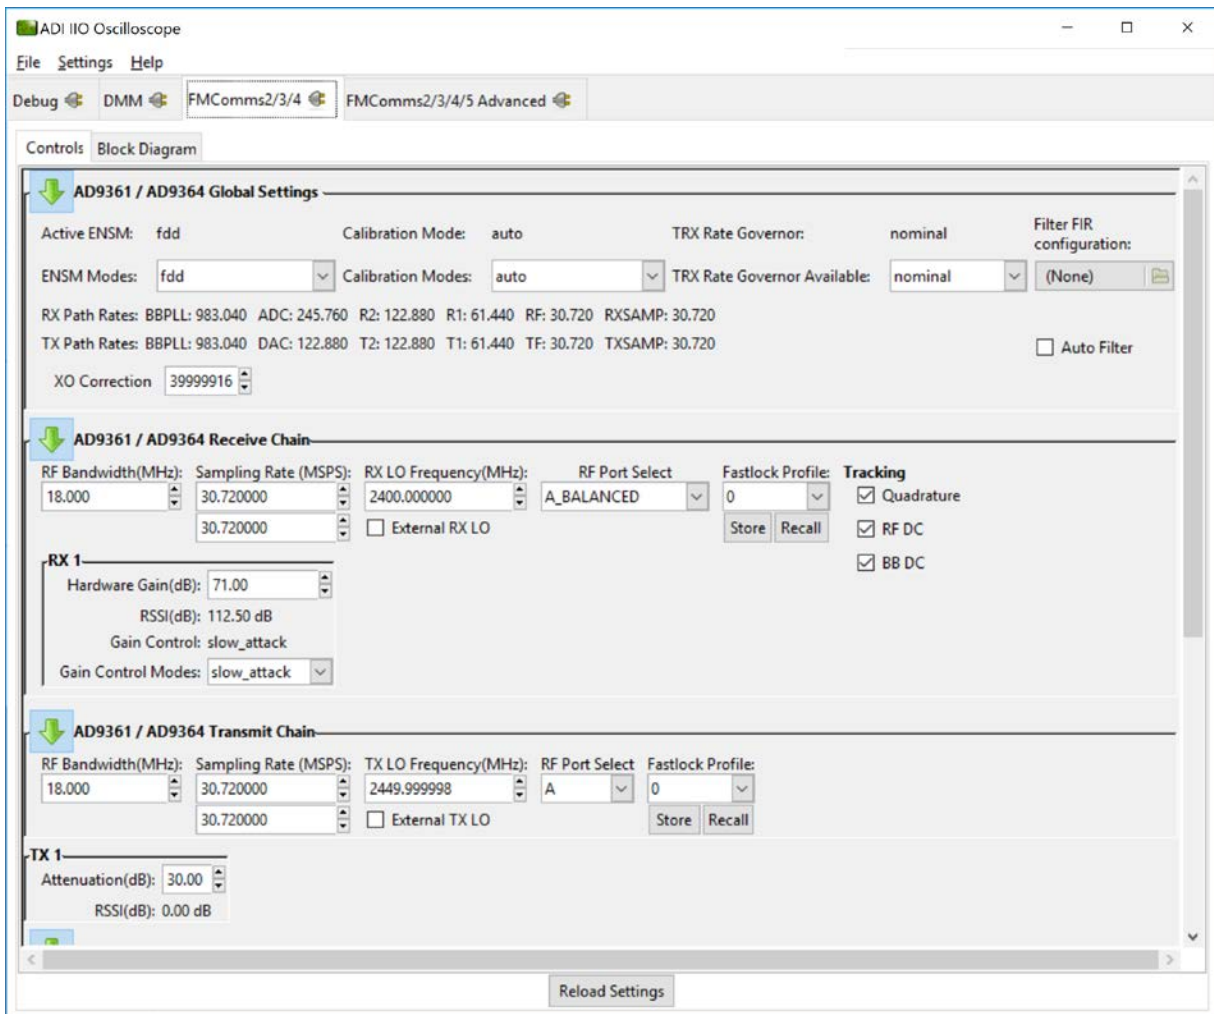 ADI IIO Oscilloscope
File Settings Help
Debug DMM FMComms2/3/4 FMComms2/3/4/5 Advanced
Controls Block Diagram
AD9361 / AD9364 Global Settings
Active ENSM: fdd Calibration Mode: auto TRX Rate Governor: nominal Filter FIR
configuration:
ENSM Modes: fdd Calibration Modes: auto TRX Rate Governor Available: nominal (None)
RX Path Rates: BBPLL: 983.040 ADC: 245.760 R2: 122.880 R1: 61.440 RF: 30.720 RXSAMP: 30.720
TX Path Rates: BBPLL: 983.040 DAC: 122.880 T2: 122.880 T1: 61.440 TF: 30.720 TXSAMP: 30.720
Auto Filter
XO Correction 39999916
AD9361 / AD9364 Receive Chain
RF Bandwidth(MHz): Sampling Rate (MSPS): RX LO Frequency(MHz): RF Port Select Fastlock Profile: Tracking
18.000 30.720000 2400.000000 A_BALANCED 0 Quadrature
30.720000 External RX LO Store Recall RF DC
BB DC
RX 1
Hardware Gain(dB): 71.00
RSSI(dB): 112.50 dB
Gain Control: slow_attack
Gain Control Modes: slow_attack
AD9361 / AD9364 Transmit Chain
RF Bandwidth(MHz): Sampling Rate (MSPS): TX LO Frequency(MHz): RF Port Select Fastlock Profile:
18.000 30.720000 2449.999998 A 0
30.720000 External TX LO Store Recall
TX 1
Attenuation(dB): 30.00
RSSI(dB): 0.00 dB
Reload Settings